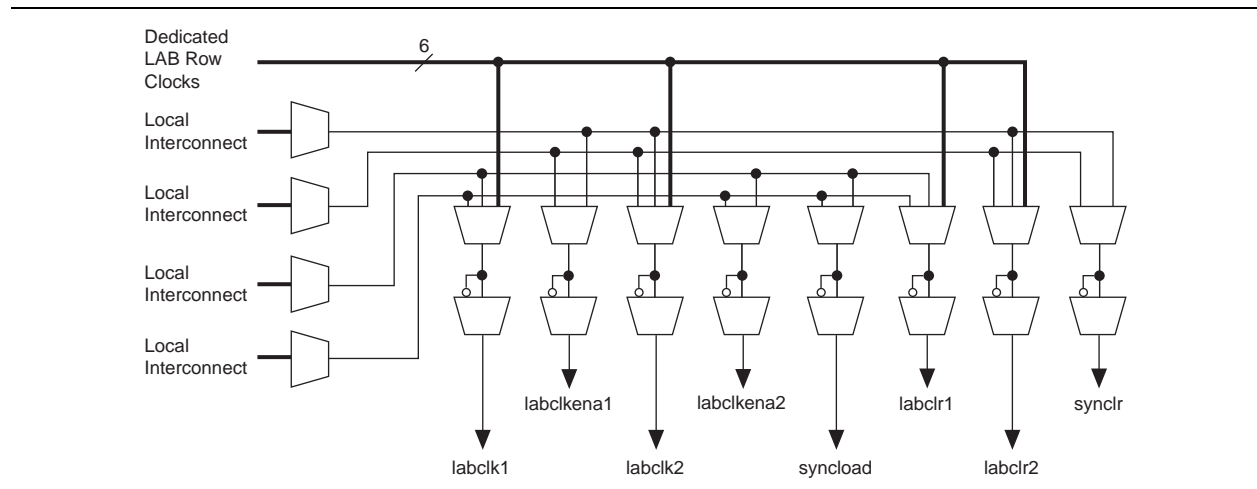 Dedicated
LAB Row
Clocks
6
Local
Interconnect
Local
Interconnect
Local
Interconnect
Local
Interconnect
labclkena1
labclkena2
labclr1
synclr
labclk1
labclk2
syncload
labclr2